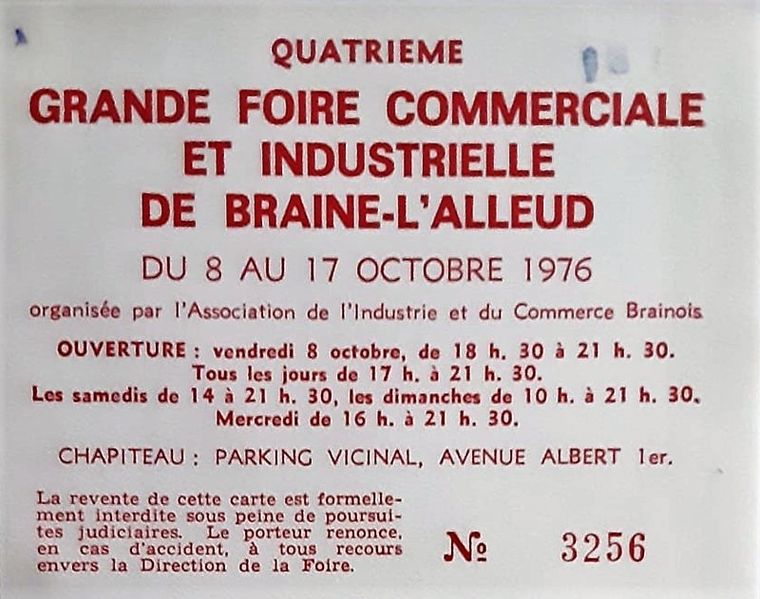 QUATRIEME
GRANDE FOIRE COMMERCIALE
ET INDUSTRIELLE
DE BRAINE-L'ALLEUD
DU 8 AU 17 OCTOBRE 1976
organisée par l'Association de l'Industrie et du Commerce Brainois
OUVERTURE : vendredi 8 octobre, de 18 h. 30 à 21 h. 30.
Tous les jours de 17 h. à 21 h. 30.
Les samedis de 14 à 21 h. 30, les dimanches de 10 h. à 21 h. 30.
Mercredi de 16 h. à 21 h. 30.
CHAPITEAU : PARKING VICINAL, AVENUE ALBERT 1er.
La revente de cette carte est formelle-
ment interdite sous peine de poursui-
tes judiciaires. Le porteur renonce,
en cas d'accident, à tous recours
envers la Direction de la Foire.
№ 3256